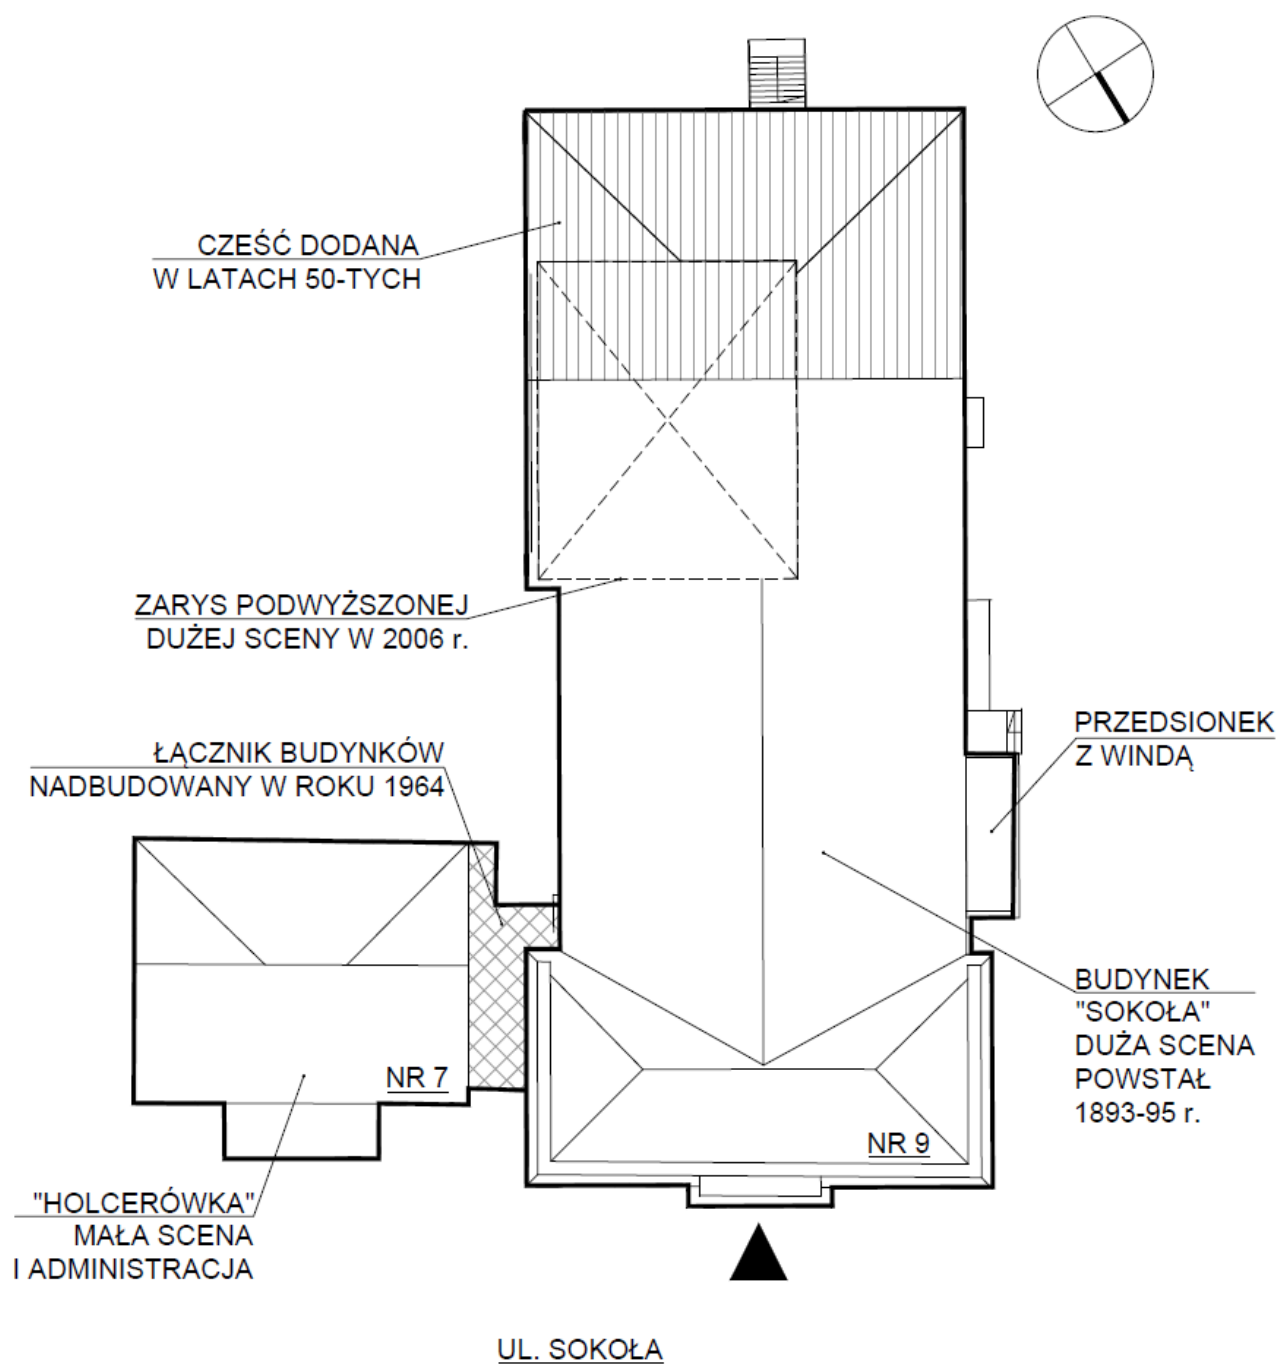 CZEŚĆ DODANA
W LATACH 50-TYCH
ZARYS PODWYŻSZONEJ
DUŻEJ SCENY W 2006 r.
ŁĄCZNIK BUDYNKÓW
NADBUDOWANY W ROKU 1964
PRZEDSIONEK
Z WINDĄ
BUDYNEK
"SOKOŁA"
DUŻA SCENA
POWSTAŁ
1893-95 r.
NR 7
NR 9
"HOLCERÓWKA"
MAŁA SCENA
I ADMINISTRACJA
UL. SOKOŁA